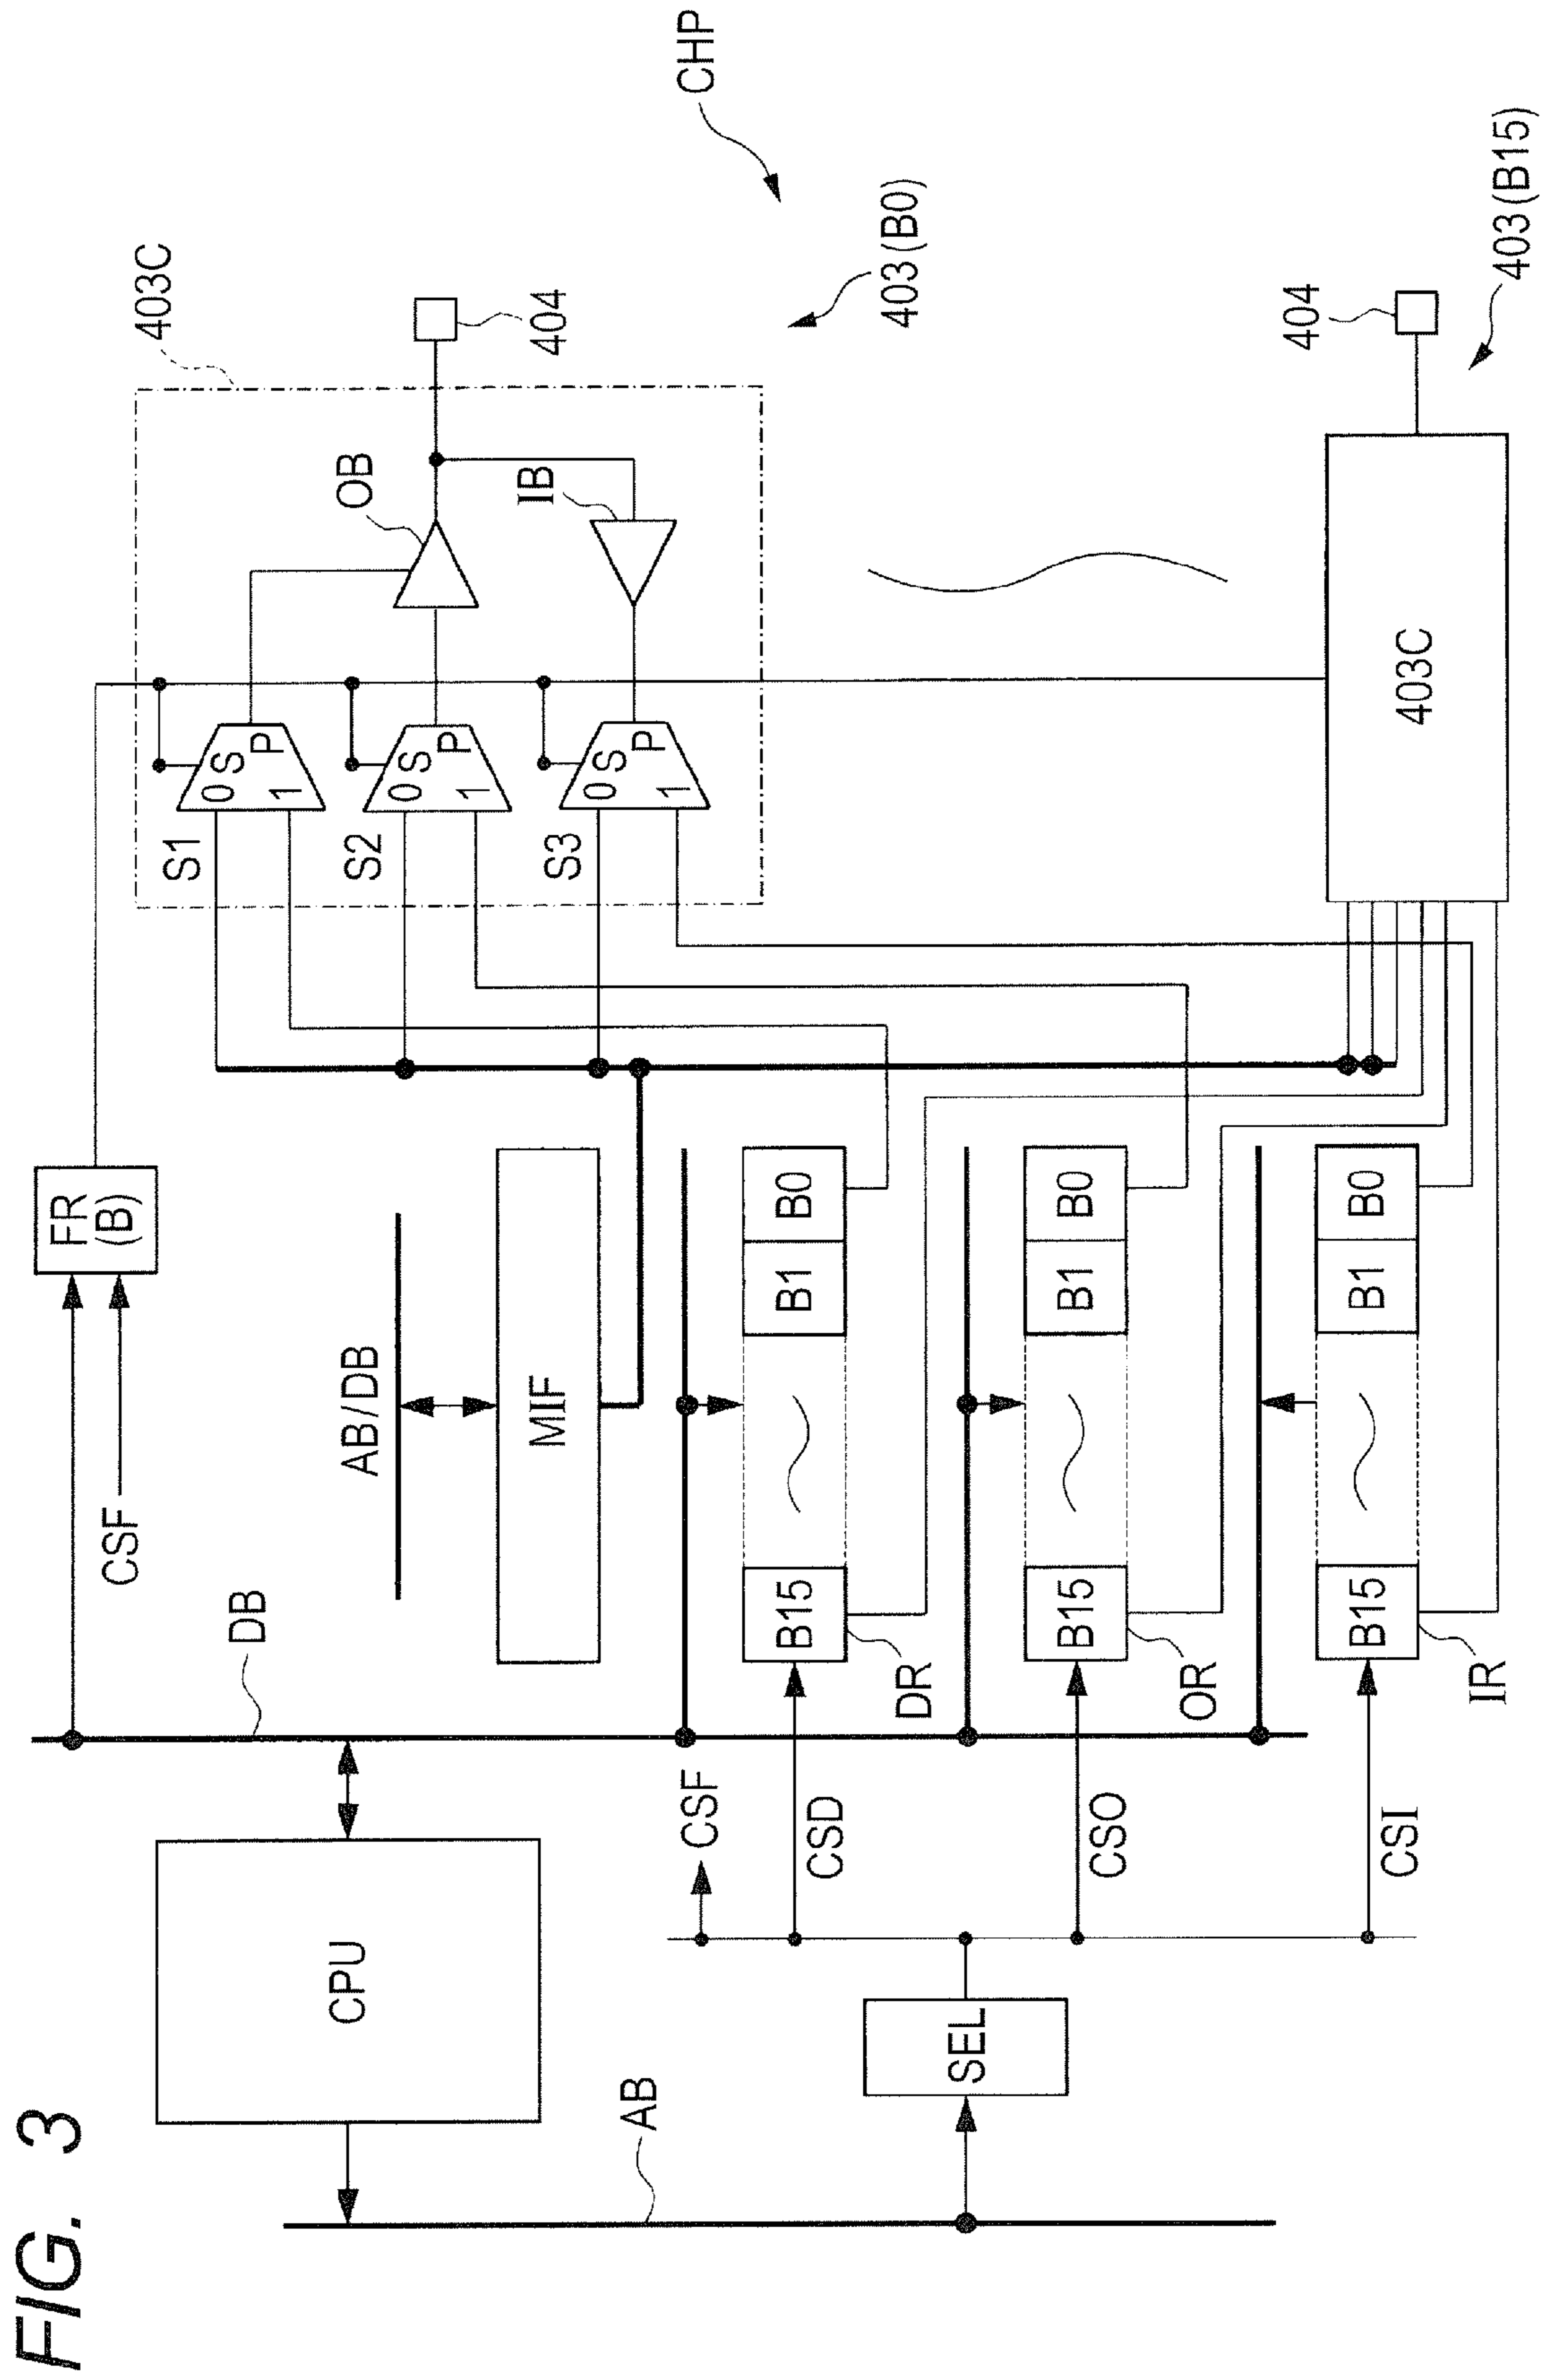 FIG. 3
CHP
403C
404
403 (B0)
OB
IB
S1
0
S
P
1
S2
0
S
P
1
S3
0
S
P
1
403C
404
403 (B15)
FR
(B)
CSF
DB
AB/DB
MIF
B15
B1
B0
DR
B15
B1
B0
OR
B15
B1
B0
IR
CPU
AB
SEL
CSF
CSD
CSO
CSI